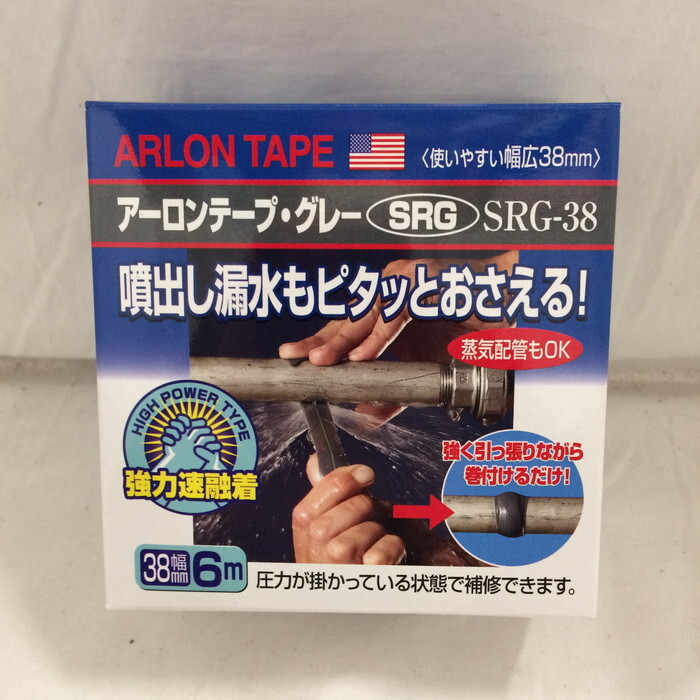 ARLON TAPE
〈使いやすい幅広38mm〉
アーロンテープ・グレー SRG SRG-38
噴出し漏水もピタッとおさえる!
蒸気配管もOK
HIGH POWER TYPE
強力速融着
強く引っ張りながら
巻付けるだけ!
38幅mm 6m
圧力が掛かっている状態で補修できます。